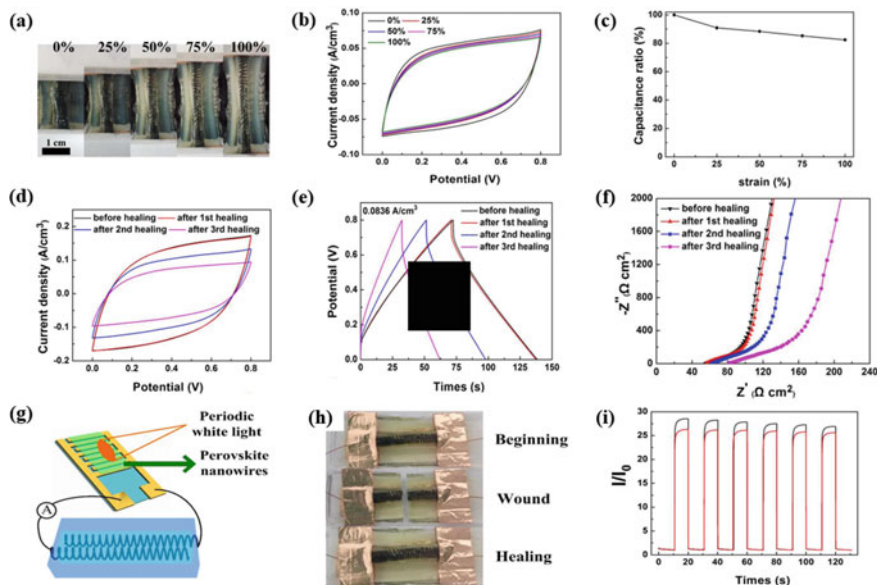 (a)
0% 25% 50% 75% 100%
1 cm
(b)
0% 25%
50% 75%
100%
Current density (A/cm³)
0.10
0.05
0.00
-0.05
-0.10
0.0 0.2 0.4 0.6 0.8
Potential (V)
(c)
Capacitance ratio (%)
100
80
60
40
20
0
0 25 50 75 100
strain (%)
(d)
before healing after 1st healing
after 2nd healing after 3rd healing
Current density (A/cm³)
0.2
0.1
0.0
-0.1
-0.2
0.0 0.2 0.4 0.6 0.8
Potential (V)
(e)
0.0836 A/cm³
before healing
after 1st healing
after 2nd healing
after 3rd healing
Potential (V)
0.8
0.6
0.4
0.2
0.0
0 30 60 90 120 150
Times (s)
(f)
before healing
after 1st healing
after 2nd healing
after 3rd healing
-Z" (Ω cm²)
2000
1600
1200
800
400
0
0 40 80 120 160 200 240
Z' (Ω cm²)
(g)
Periodic
white light
Perovskite
nanowires
A
(h)
Beginning
Wound
Healing
(i)
I/I₀
30
25
20
15
10
5
0
0 20 40 60 80 100 120
Times (s)